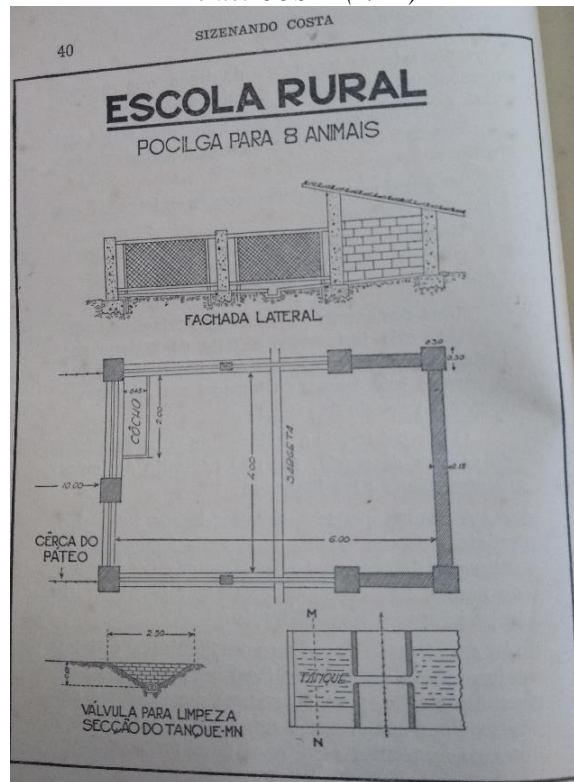 40
SIZENANDO COSTA
ESCOLA RURAL
POCILGA PARA 8 ANIMAIS
FACHADA LATERAL
0.30
0.30
0.45
CÔCHO
2.00
4.00
SARGETA
0.15
10.00
6.00
CÊRCA DO
PÁTEO
2.50
M
TANQUE
N
VÁLVULA PARA LIMPEZA
SECÇÃO DO TANQUE-MN